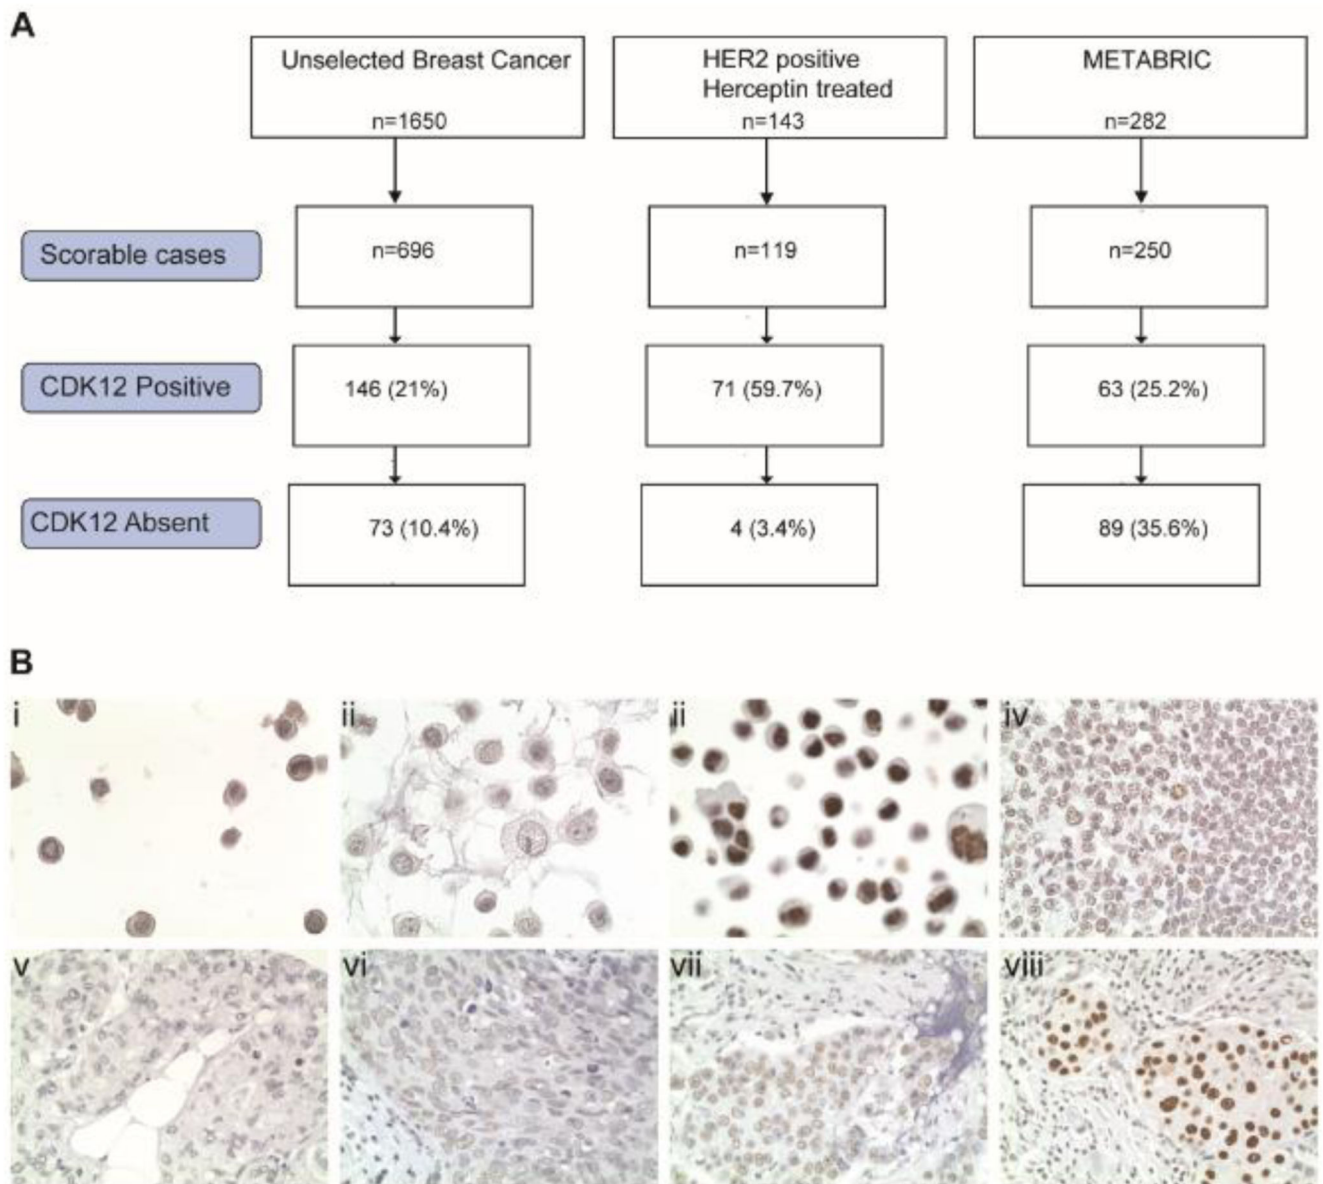 A
Unselected Breast Cancer
n=1650
HER2 positive
Herceptin treated
n=143
METABRIC
n=282
Scorable cases
n=696
n=119
n=250
CDK12 Positive
146 (21%)
71 (59.7%)
63 (25.2%)
CDK12 Absent
73 (10.4%)
4 (3.4%)
89 (35.6%)
B
i
ii
ii
iv
v
vi
vii
viii